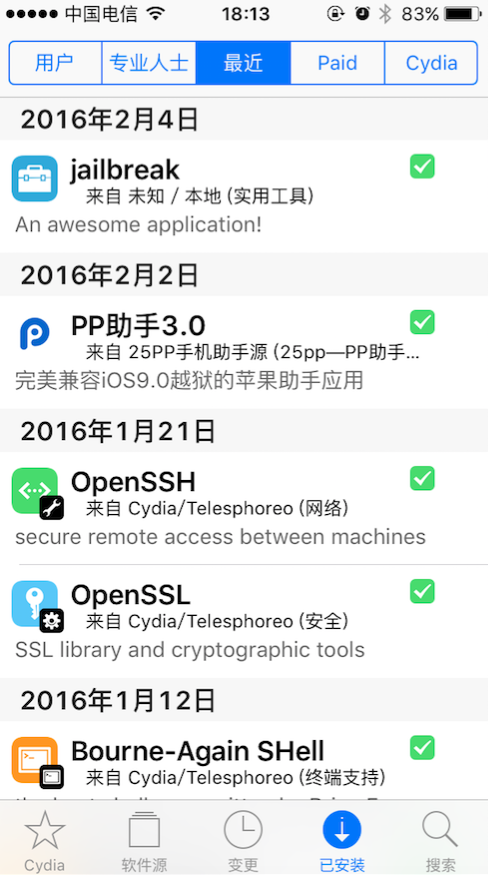 中国电信 18:13 83%
用户 专业人士 最近 Paid Cydia
2016年2月4日
jailbreak
来自 未知 / 本地 (实用工具)
An awesome application!
2016年2月2日
PP助手3.0
来自 25PP手机助手源 (25pp—PP助手...
完美兼容iOS9.0越狱的苹果助手应用
2016年1月21日
OpenSSH
来自 Cydia/Telesphoreo (网络)
secure remote access between machines
OpenSSL
来自 Cydia/Telesphoreo (安全)
SSL library and cryptographic tools
2016年1月12日
Bourne-Again SHell
来自 Cydia/Telesphoreo (终端支持)
Cydia 软件源 变更 已安装 搜索